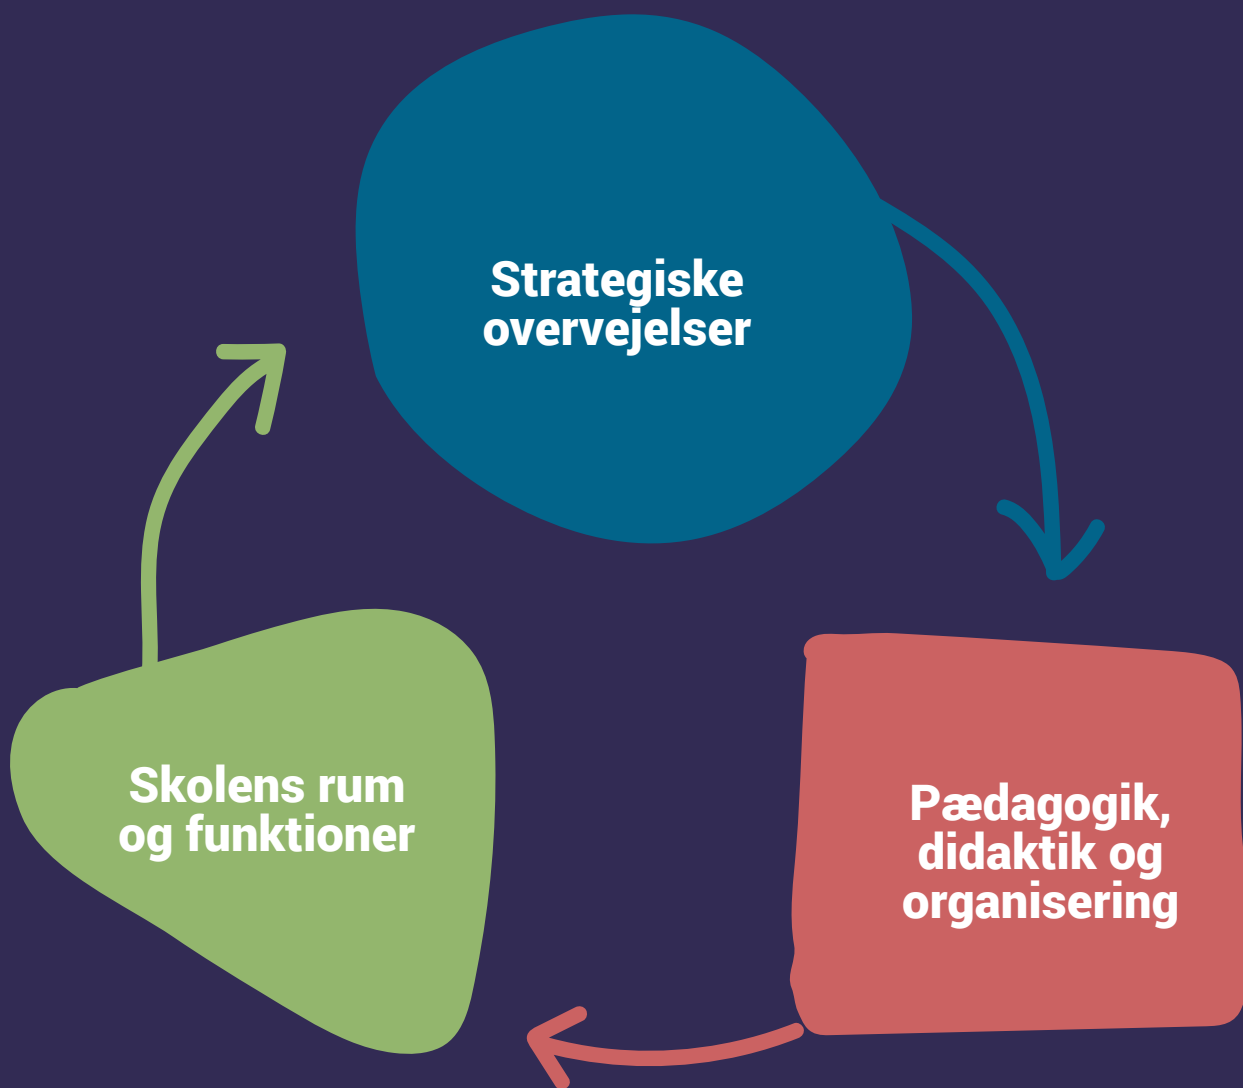 Strategiske
overvejelser
Skolens rum
og funktioner
Pædagogik,
didaktik og
organisering